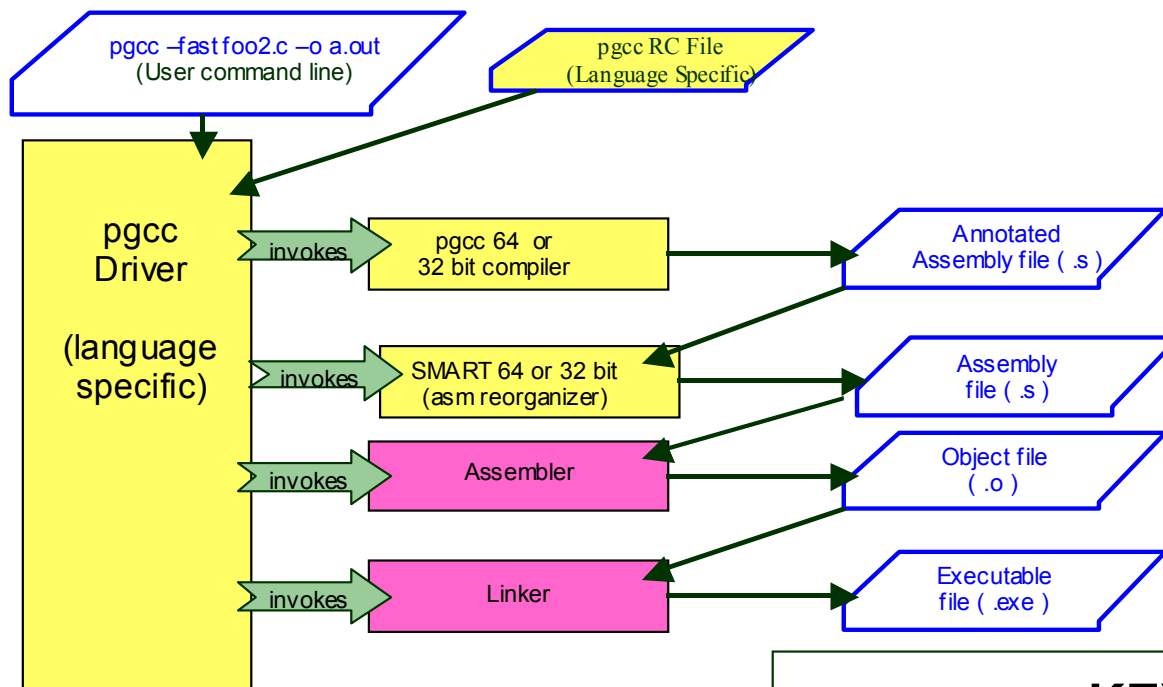 pgcc –fast foo2.c –o a.out
(User command line)
pgcc RC File
(Language Specific)
pgcc
Driver
(language
specific)
invokes
pgcc 64 or
32 bit compiler
Annotated
Assembly file ( .s )
invokes
SMART 64 or 32 bit
(asm reorganizer)
Assembly
file ( .s )
invokes
Assembler
Object file
( .o )
invokes
Linker
Executable
file ( .exe )